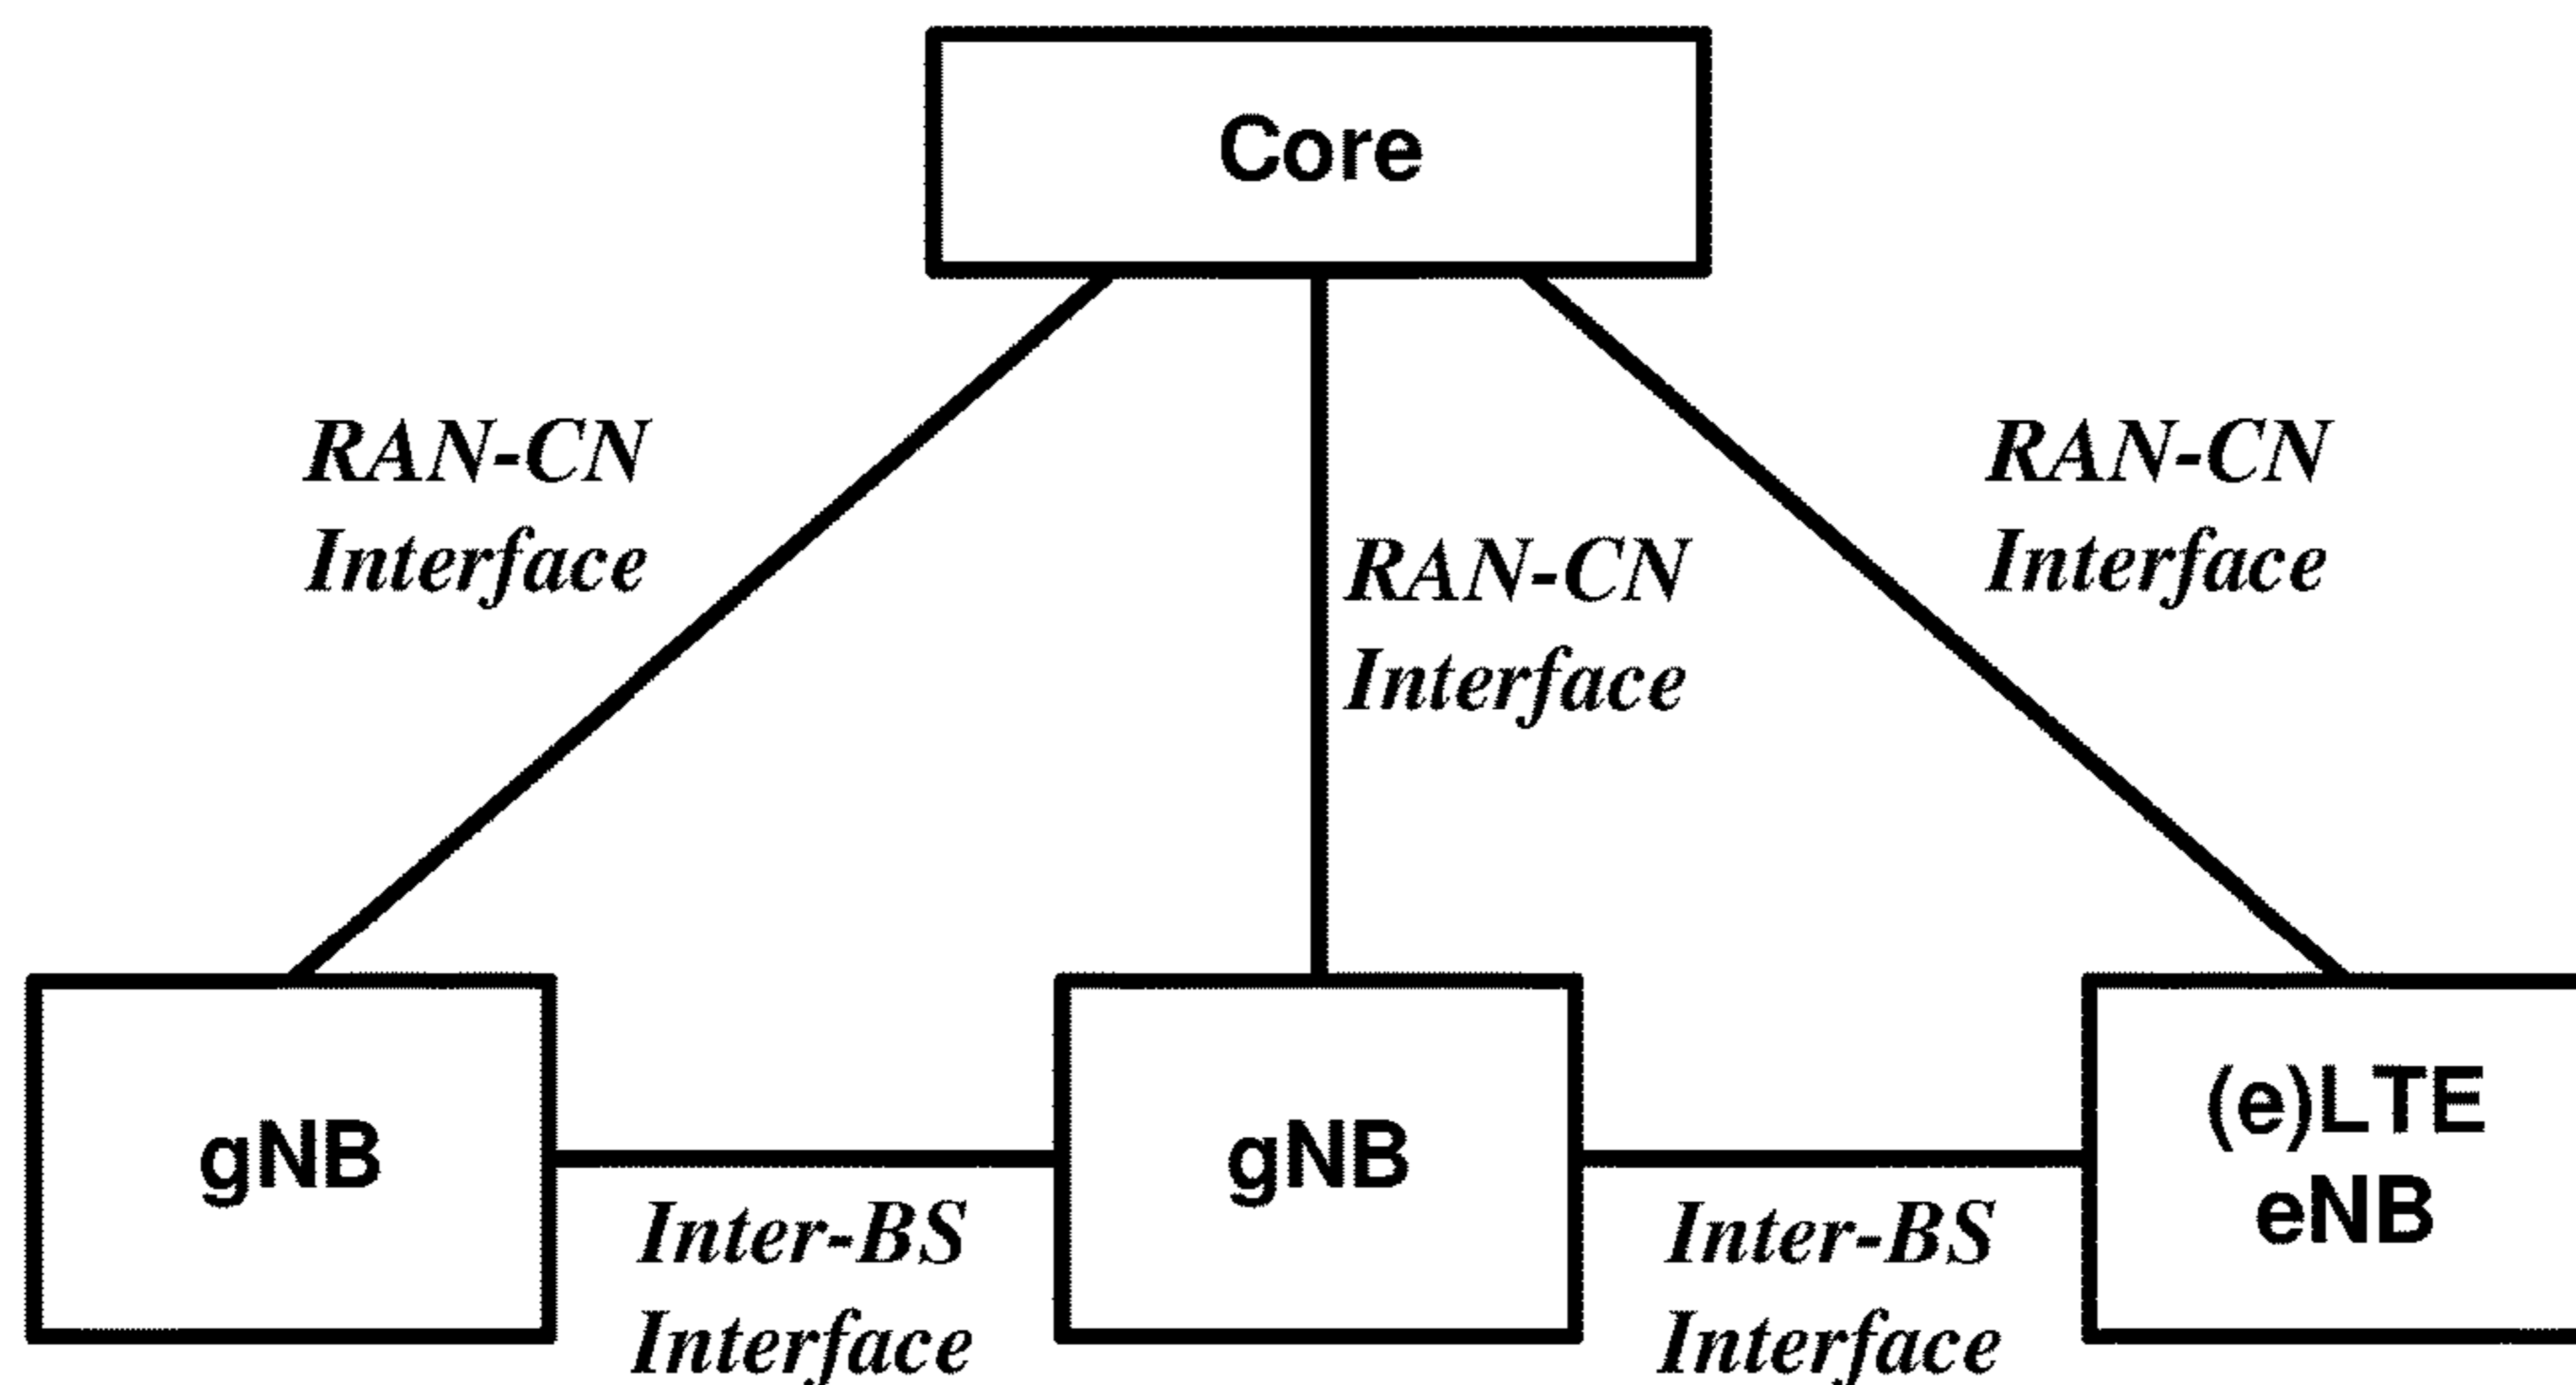 Core
RAN-CN
Interface
RAN-CN
Interface
RAN-CN
Interface
gNB
gNB
(e)LTE
eNB
Inter-BS
Interface
Inter-BS
Interface